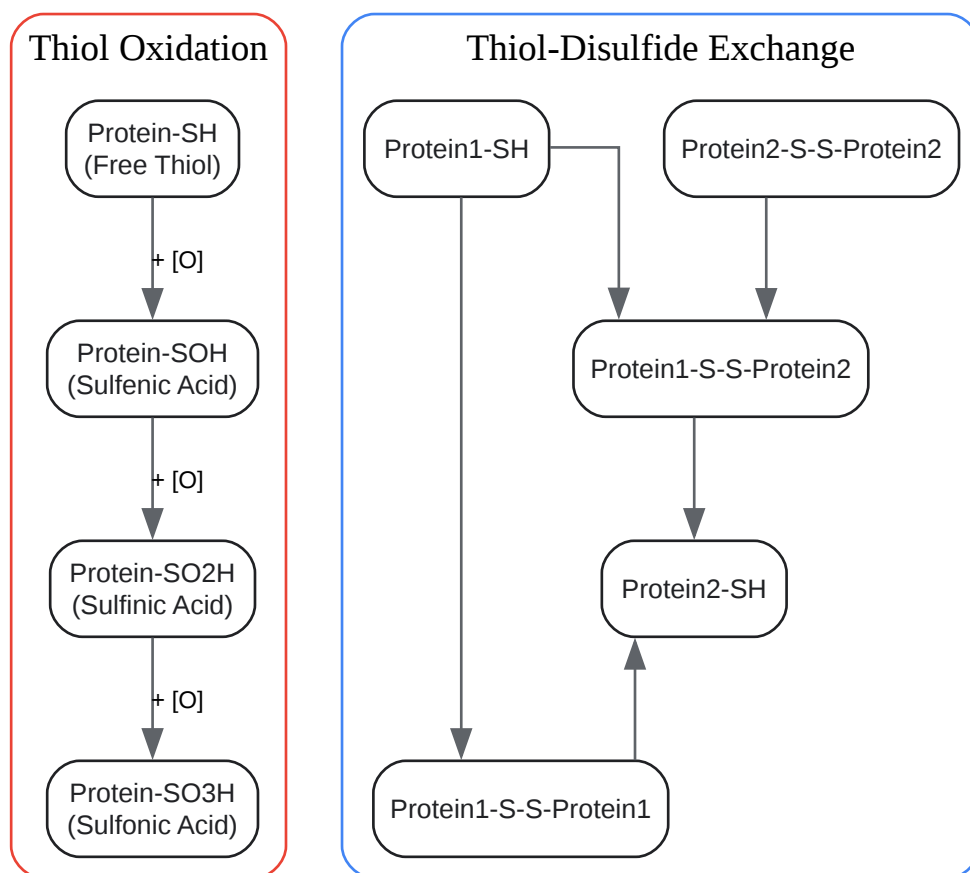 Thiol Oxidation
Protein-SH
(Free Thiol)
+ [O]
Protein-SOH
(Sulfenic Acid)
+ [O]
Protein-SO2H
(Sulfinic Acid)
+ [O]
Protein-SO3H
(Sulfonic Acid)
Thiol-Disulfide Exchange
Protein1-SH
Protein2-S-S-Protein2
Protein1-S-S-Protein2
Protein2-SH
Protein1-S-S-Protein1